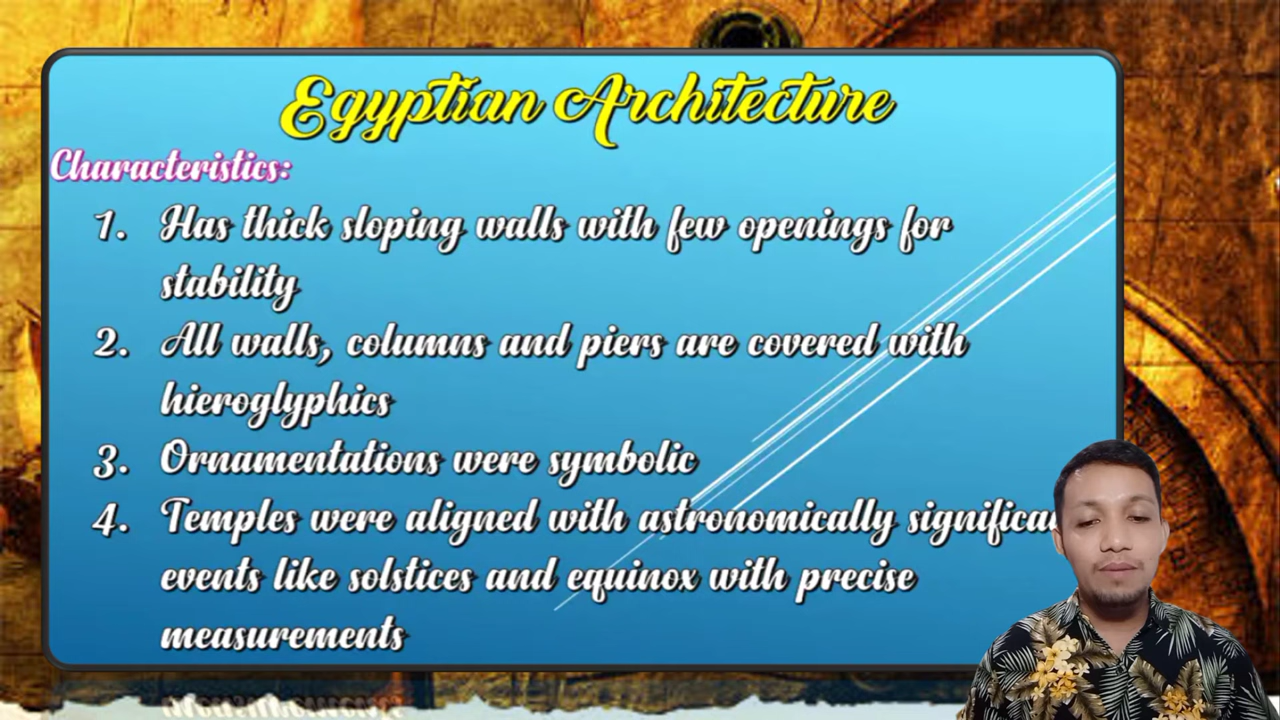 Egyptian Architecture
Characteristics:
1. Has thick sloping walls with few openings for
stability
2. All walls, columns and piers are covered with
hieroglyphics
3. Ornamentations were symbolic
4. Temples were aligned with astronomically
events like solstices and equinox with precise
measurements